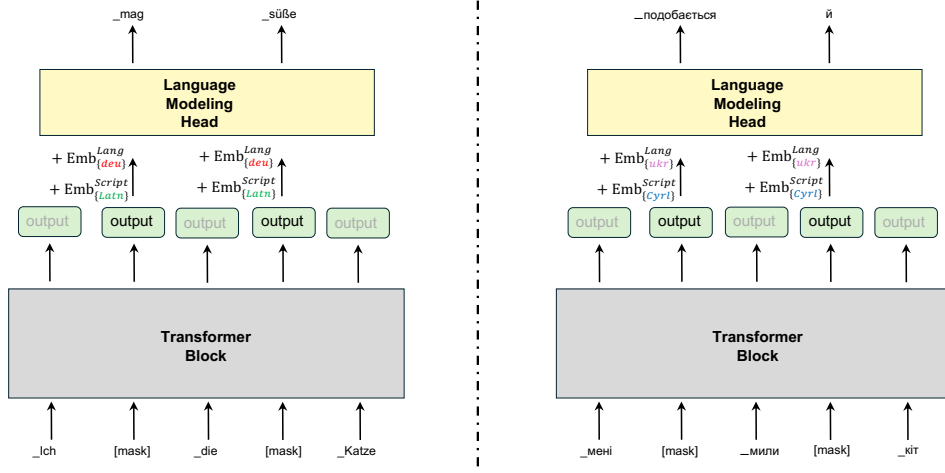 _mag _süße
Language
Modeling
Head
+ Emb^{Lang}_{{deu}} + Emb^{Lang}_{{deu}}
+ Emb^{Script}_{{Latn}} + Emb^{Script}_{{Latn}}
output output output output output
Transformer
Block
_Ich [mask] _die [mask] _Katze
_подобається й
Language
Modeling
Head
+ Emb^{Lang}_{{ukr}} + Emb^{Lang}_{{ukr}}
+ Emb^{Script}_{{Cyrl}} + Emb^{Script}_{{Cyrl}}
output output output output output
Transformer
Block
_мені [mask] _мили [mask] _кіт